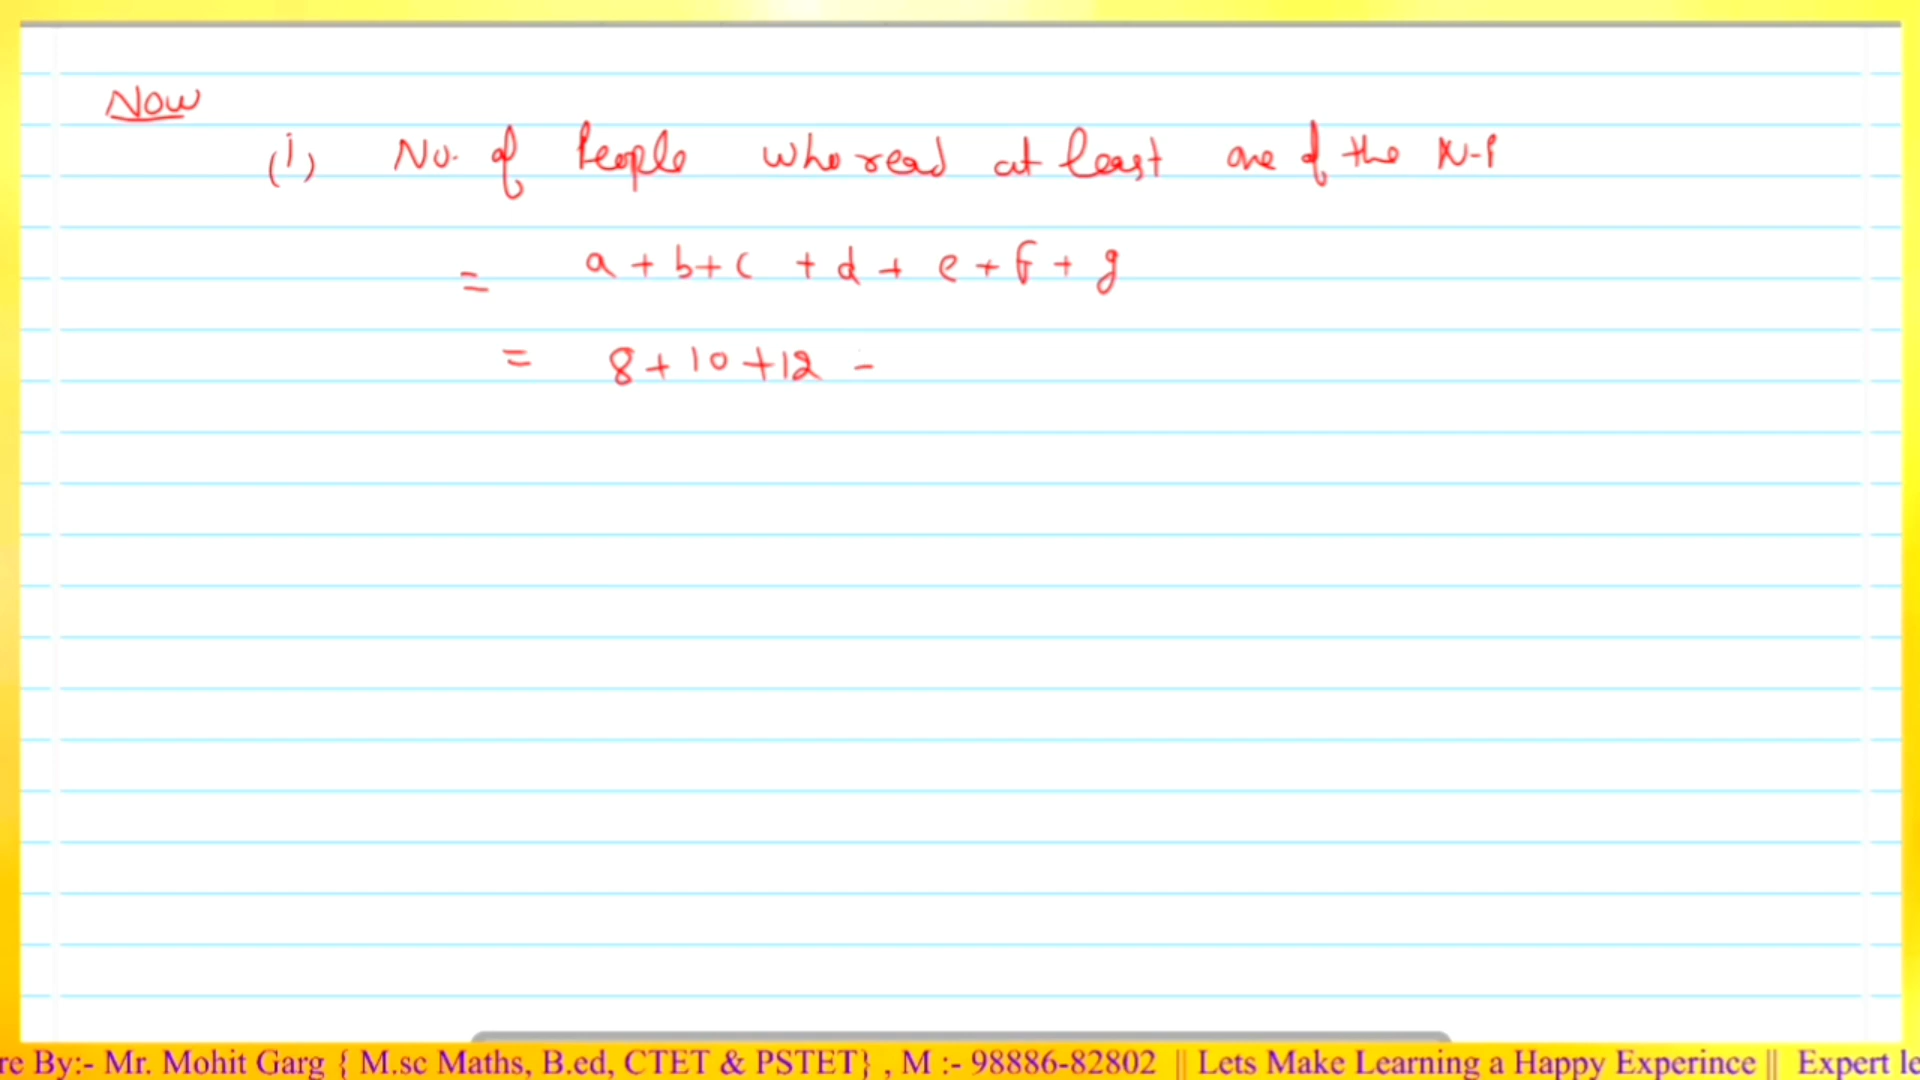 Now
(i) No. of People who read at least one of the N.P
= a + b + c + d + e + f + g
= 8 + 10 + 12 -
re By:- Mr. Mohit Garg { M.sc Maths, B.ed, CTET & PSTET} , M :- 98886-82802 || Lets Make Learning a Happy Experince || Expert le